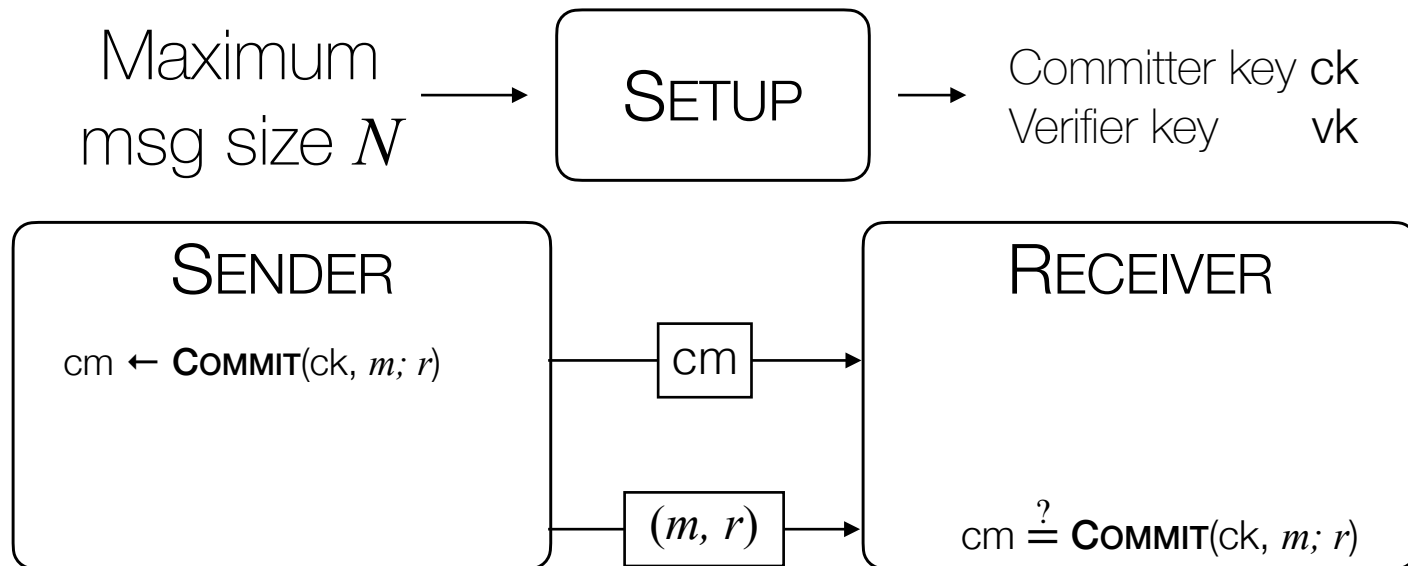 Maximum
msg size N
SETUP
Committer key ck
Verifier key vk
SENDER
RECEIVER
cm ← COMMIT(ck, m; r)
cm
(m, r)
cm ≟ COMMIT(ck, m; r)